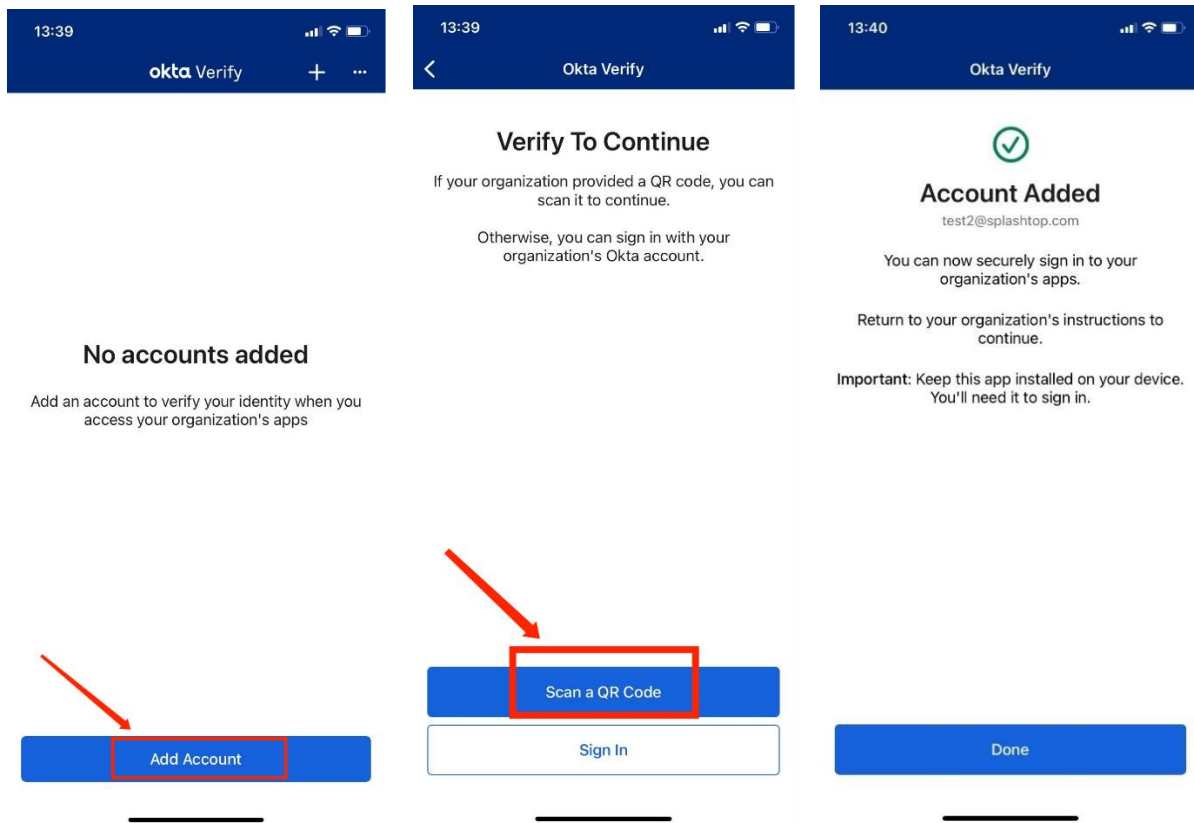 13:39
okta Verify
+
...
No accounts added
Add an account to verify your identity when you
access your organization's apps
Add Account
13:39
Okta Verify
Verify To Continue
If your organization provided a QR code, you can
scan it to continue.
Otherwise, you can sign in with your
organization's Okta account.
Scan a QR Code
Sign In
13:40
Okta Verify
Account Added
test2@splashtop.com
You can now securely sign in to your
organization's apps.
Return to your organization's instructions to
continue.
Important: Keep this app installed on your device.
You'll need it to sign in.
Done